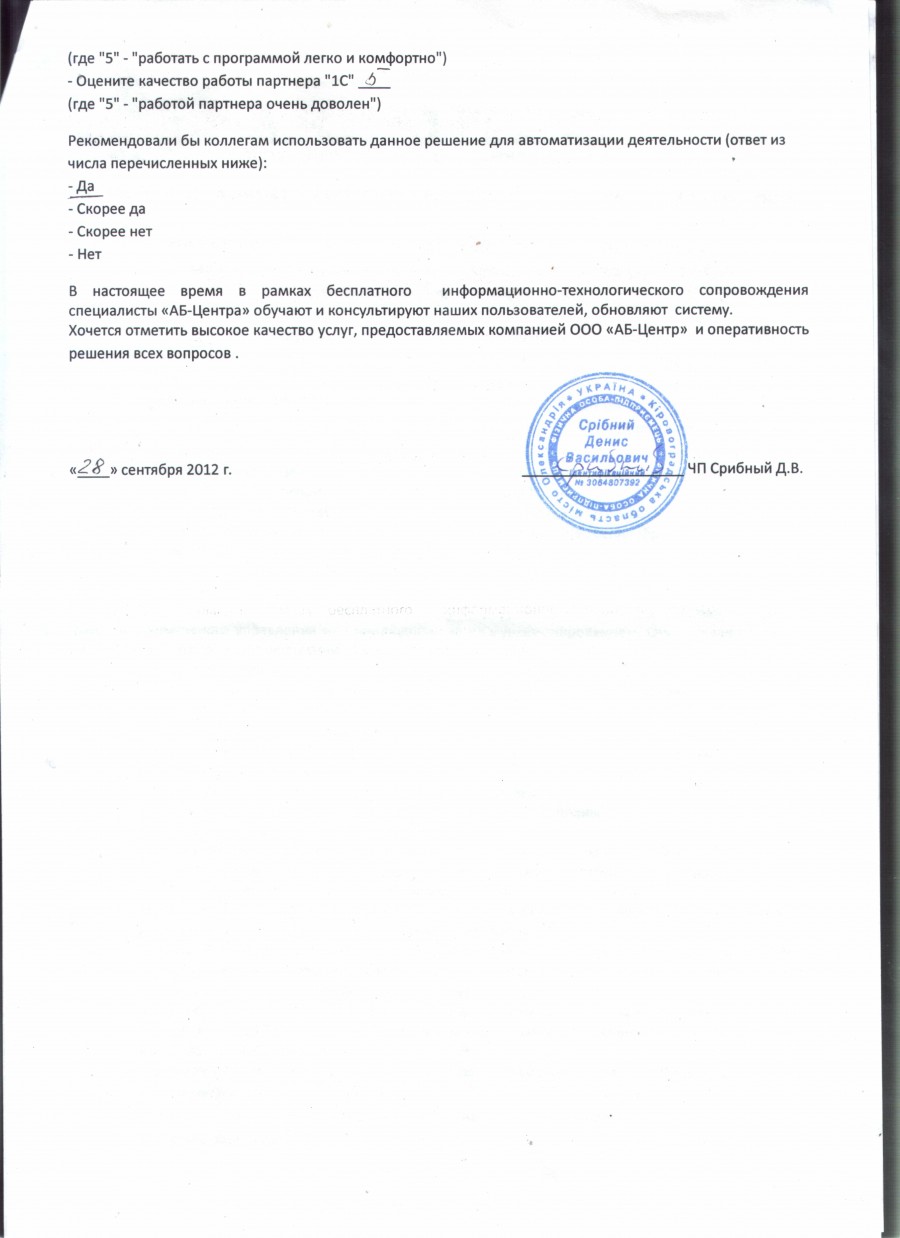 (где "5" - "работать с программой легко и комфортно")
- Оцените качество работы партнера "1С" 5
(где "5" - "работой партнера очень доволен")
Рекомендовали бы коллегам использовать данное решение для автоматизации деятельности (ответ из
числа перечисленных ниже):
- Да
- Скорее да
- Скорее нет
- Нет
В настоящее время в рамках бесплатного информационно-технологического сопровождения
специалисты «АБ-Центра» обучают и консультируют наших пользователей, обновляют систему.
Хочется отметить высокое качество услуг, предоставляемых компанией ООО «АБ-Центр» и оперативность
решения всех вопросов .
«28» сентября 2012 г.
ЧП Срибный Д.В.
УКРАЇНА * Кіровоградська область місто Олександрія *
ФІЗИЧНА ОСОБА-ПІДПРИЄМЕЦЬ
Срібний
Денис
Васильович
№ 3064807392